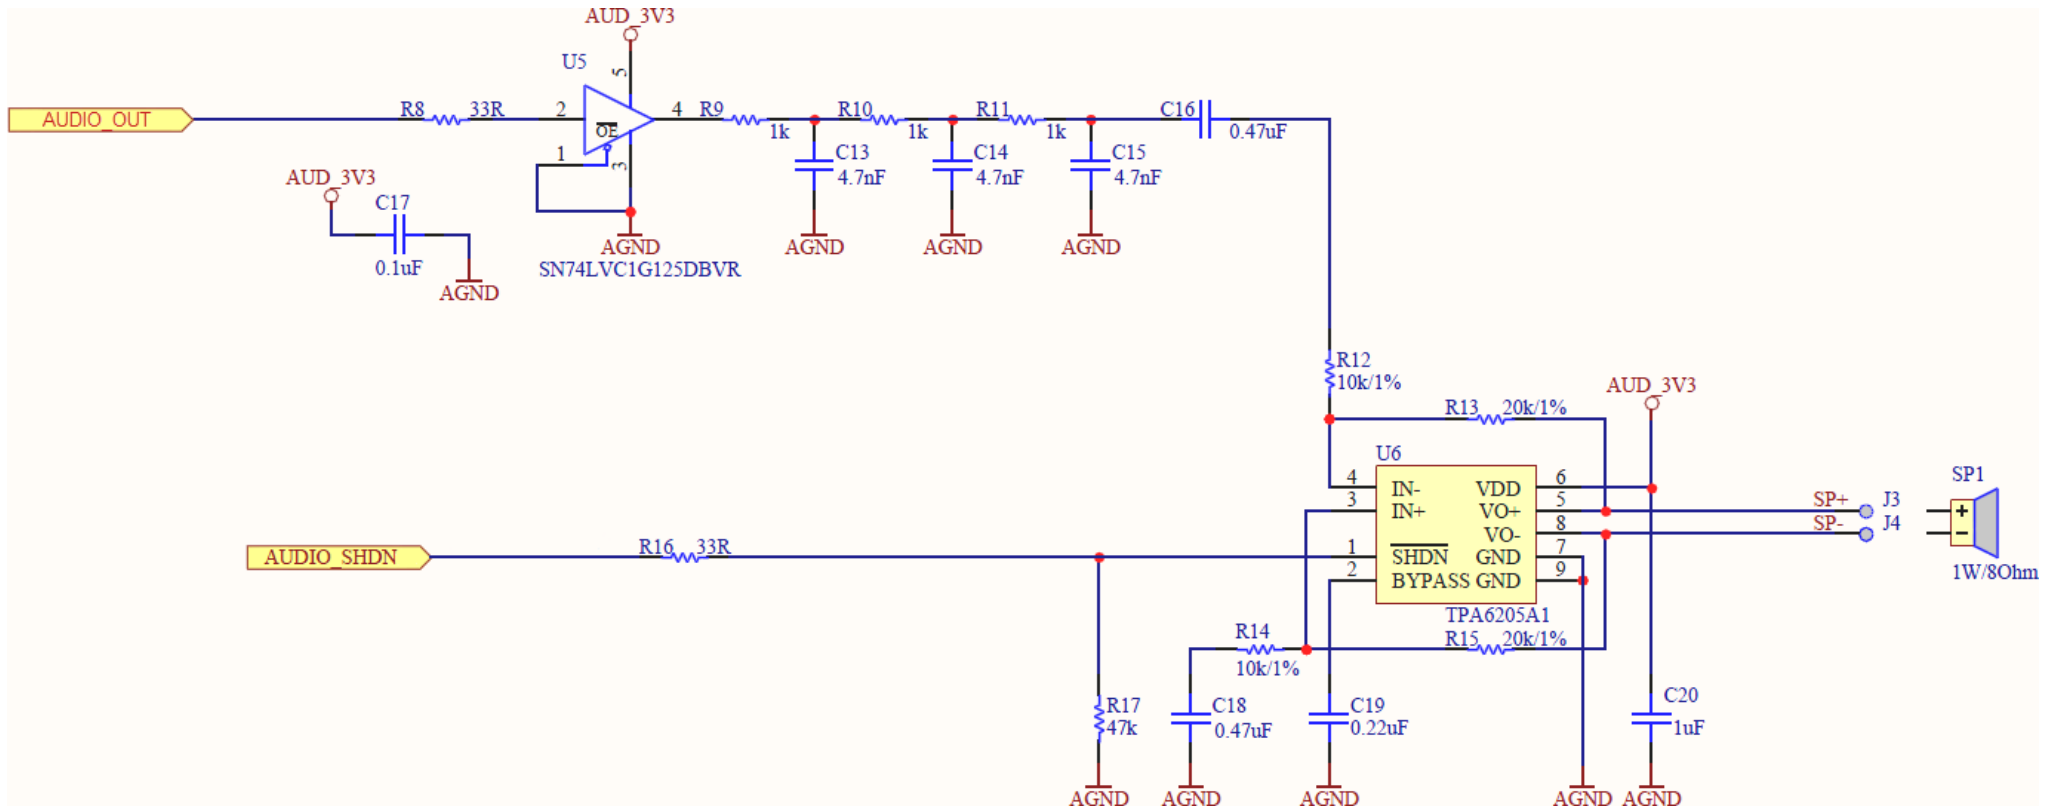 AUD_3V3
U5
5
AUDIO_OUT
R8 33R
2
OE
4
R9
1k
R10
1k
R11
1k
C16
0.47uF
1
3
C13
4.7nF
C14
4.7nF
C15
4.7nF
AUD_3V3
C17
0.1uF
AGND
AGND
SN74LVC1G125DBVR
AGND
AGND
AGND
R12
10k/1%
AUD_3V3
R13 20k/1%
U6
4 IN- VDD 6
3 IN+ VO+ 5
VO- 8
1 SHDN GND 7
2 BYPASS GND 9
TPA6205A1
SP+ J3
SP- J4
SP1
+
-
1W/8Ohm
AUDIO_SHDN
R16 33R
R14
10k/1%
R15 20k/1%
R17
47k
C18
0.47uF
C19
0.22uF
C20
1uF
AGND
AGND
AGND
AGND
AGND